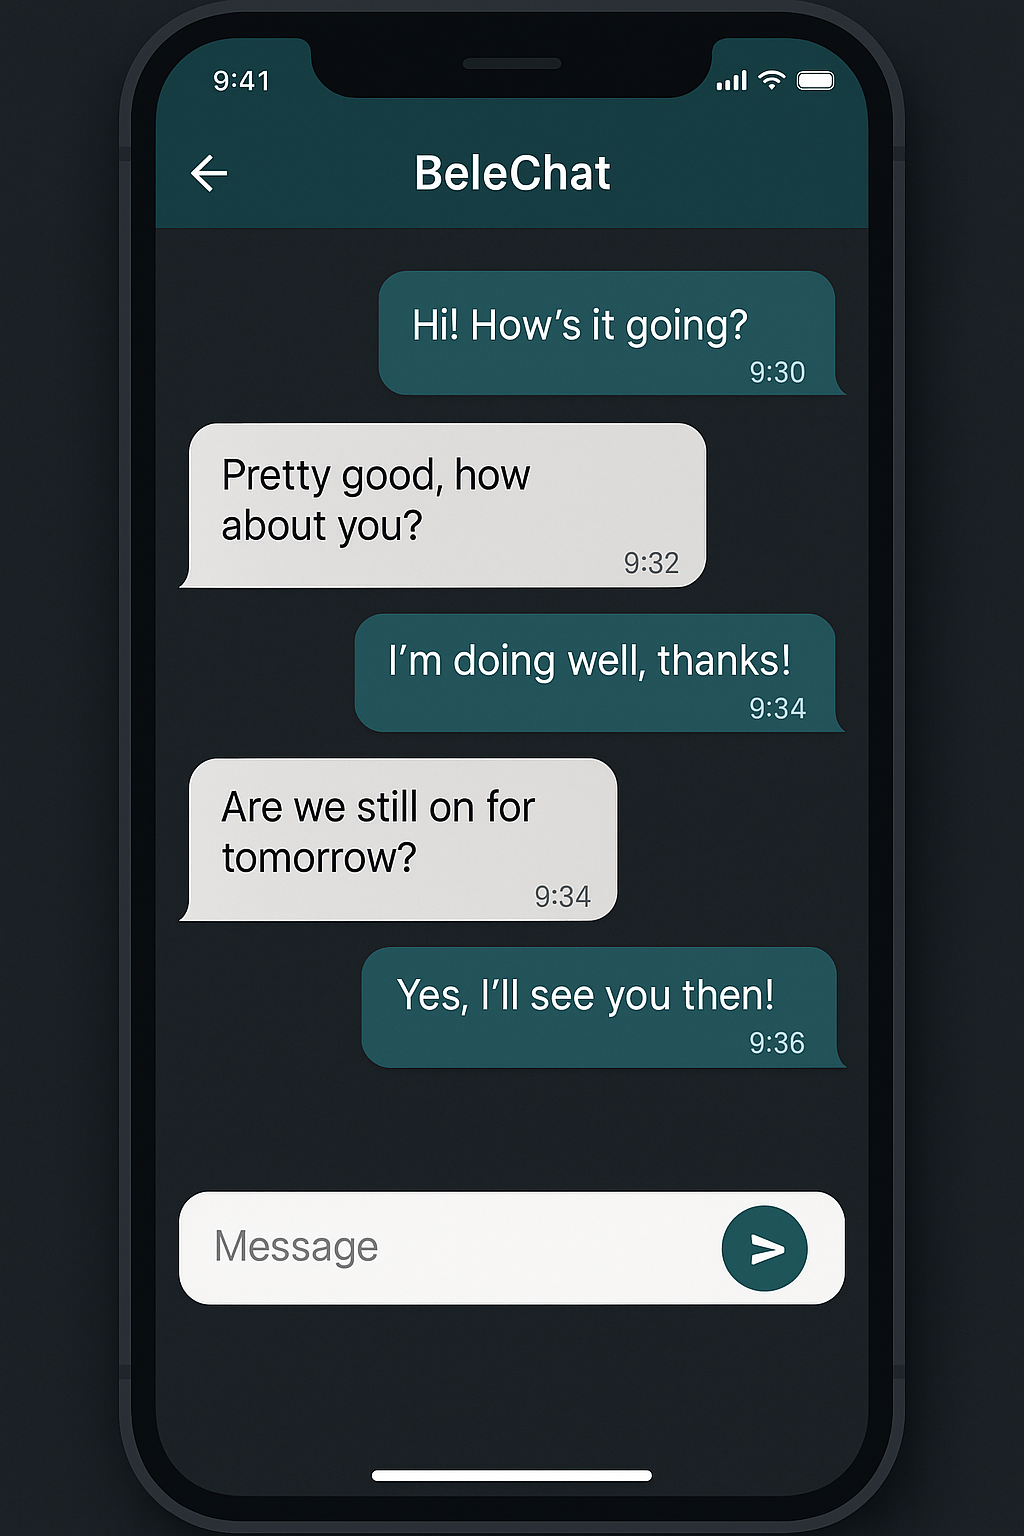 9:41
BeleChat
Hi! How’s it going?
9:30
Pretty good, how
about you?
9:32
I’m doing well, thanks!
9:34
Are we still on for
tomorrow?
9:34
Yes, I’ll see you then!
9:36
Message